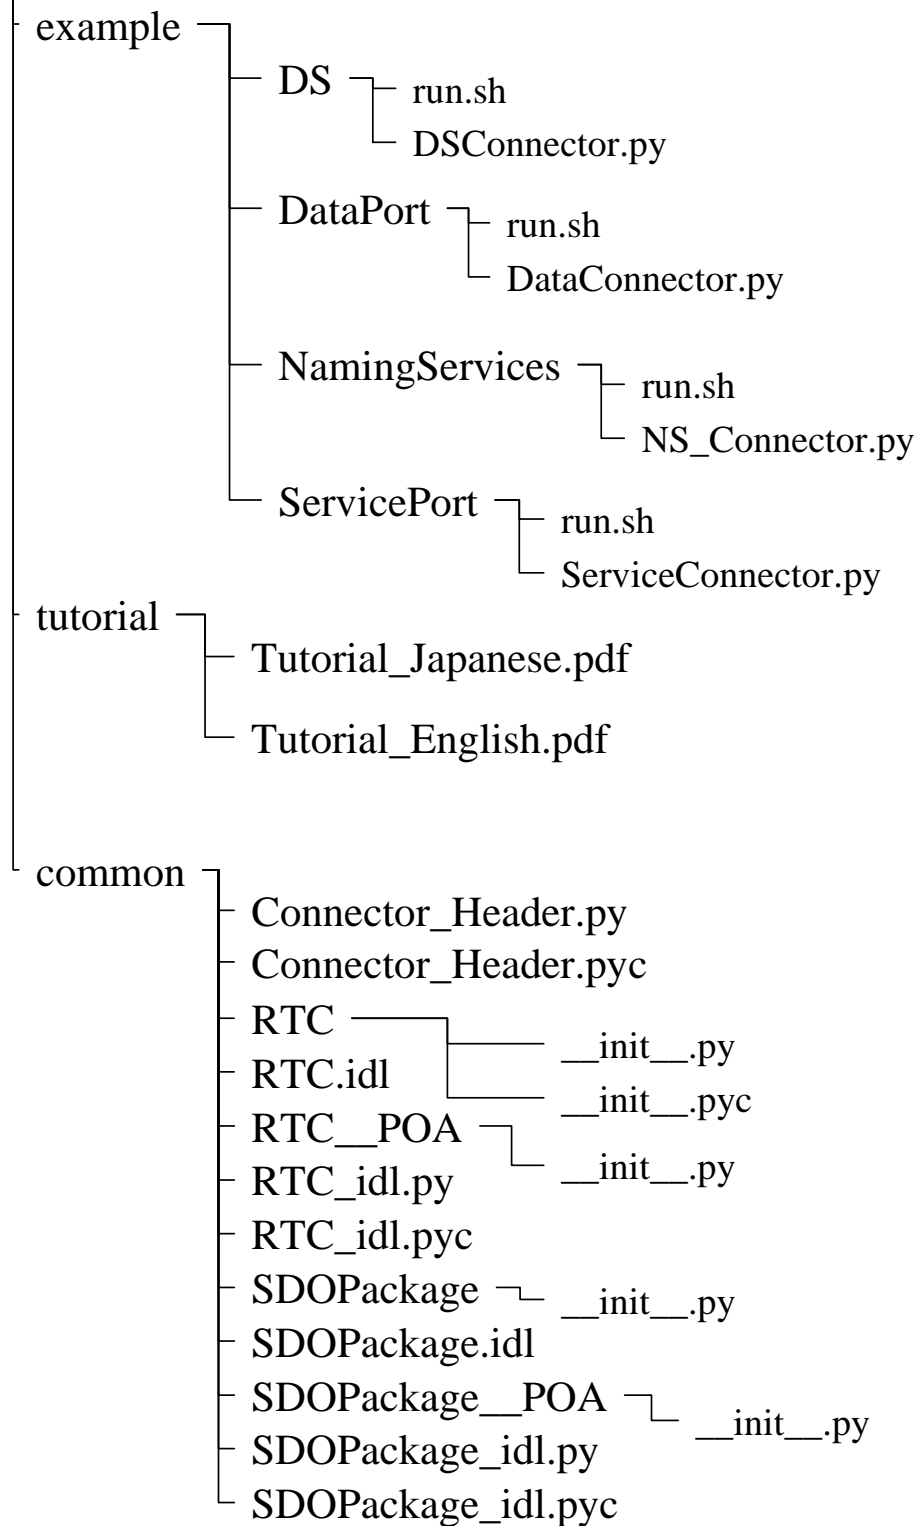 example
DS
run.sh
DSConnector.py
DataPort
run.sh
DataConnector.py
NamingServices
run.sh
NS_Connector.py
ServicePort
run.sh
ServiceConnector.py
tutorial
Tutorial_Japanese.pdf
Tutorial_English.pdf
common
Connector_Header.py
Connector_Header.pyc
RTC
__init__.py
RTC.idl
__init__.pyc
RTC__POA
__init__.py
RTC_idl.py
RTC_idl.pyc
SDOPackage
__init__.py
SDOPackage.idl
SDOPackage__POA
__init__.py
SDOPackage_idl.py
SDOPackage_idl.pyc